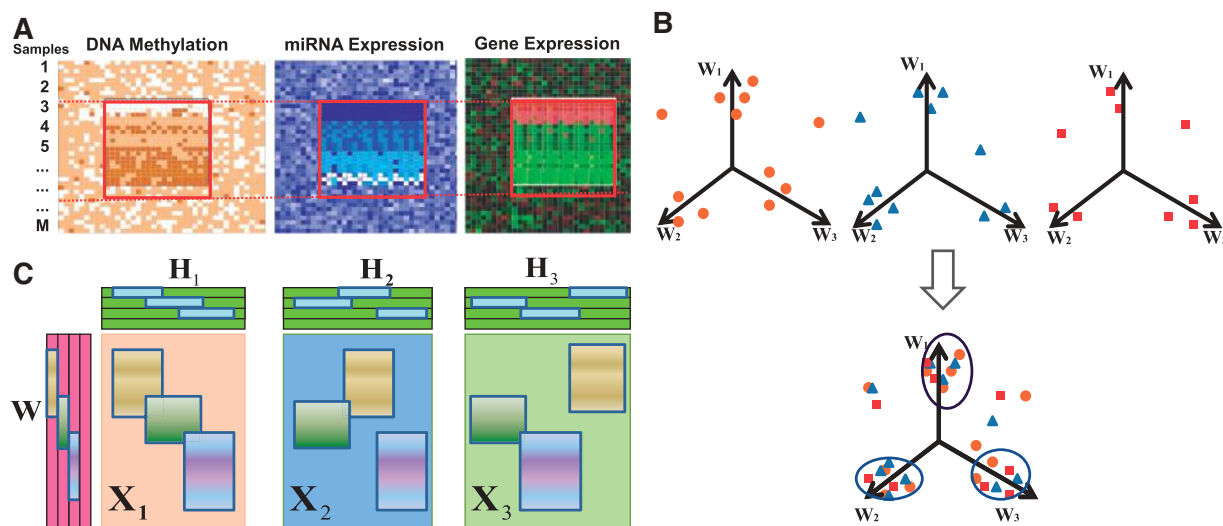 A
Samples
DNA Methylation
miRNA Expression
Gene Expression
1
2
3
4
5
...
...
...
M
B
W1
W2
W3
W1
W2
W3
W1
W2
W
W1
W2
W3
C
H1
H2
H3
W
X1
X2
X3